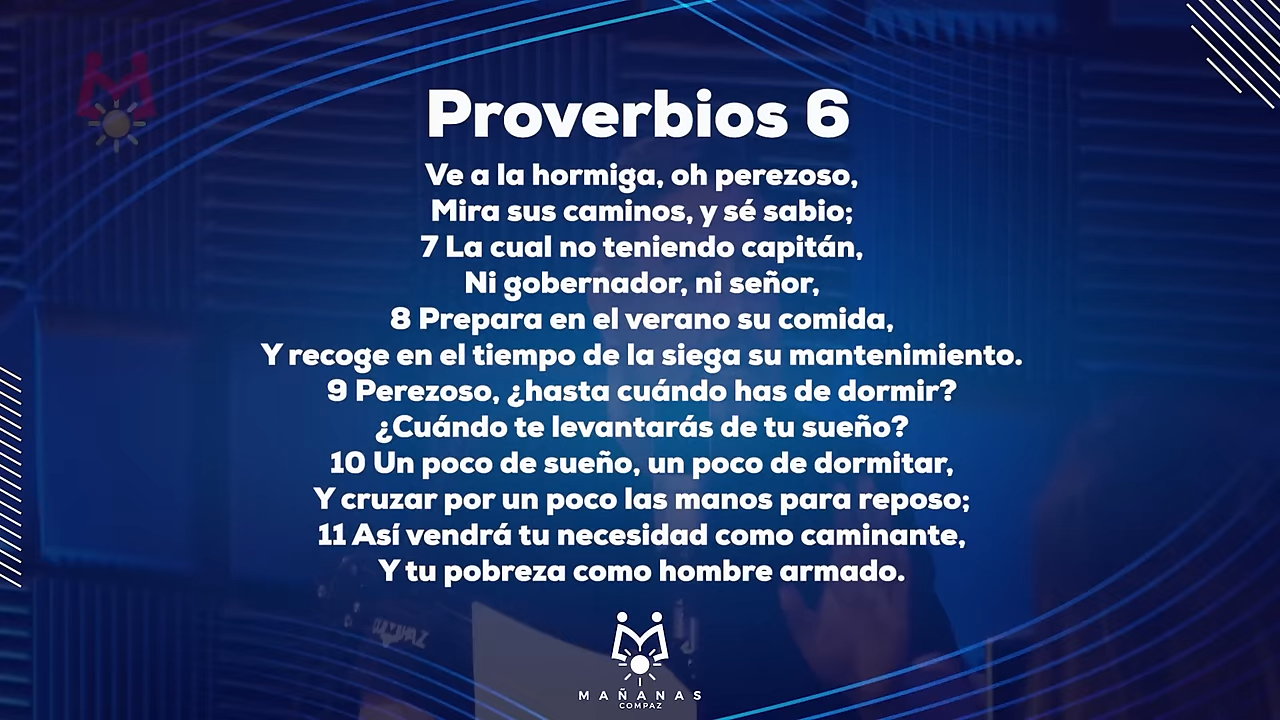 Proverbios 6
Ve a la hormiga, oh perezoso,
Mira sus caminos, y sé sabio;
7 La cual no teniendo capitán,
Ni gobernador, ni señor,
8 Prepara en el verano su comida,
Y recoge en el tiempo de la siega su mantenimiento.
9 Perezoso, ¿hasta cuándo has de dormir?
¿Cuándo te levantarás de tu sueño?
10 Un poco de sueño, un poco de dormitar,
Y cruzar por un poco las manos para reposo;
11 Así vendrá tu necesidad como caminante,
Y tu pobreza como hombre armado.
MAÑANAS
COMPAZ